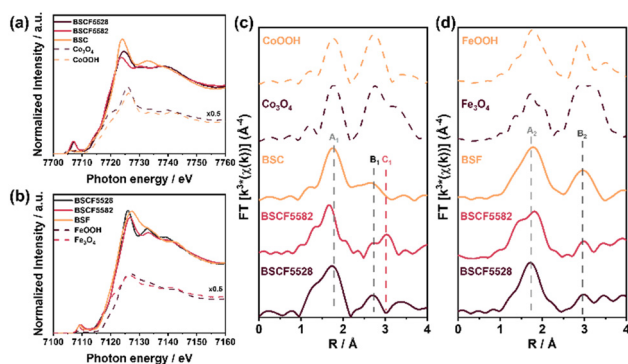 (a)
BSCF5528
BSCF5582
BSC
Co₃O₄
CoOOH
x0.5
Normalized Intensity / a.u.
7700 7710 7720 7730 7740 7750 7760
Photon energy / eV
(b)
BSCF5528
BSCF5582
BSF
FeOOH
Fe₃O₄
x0.5
Normalized Intensity / a.u.
7100 7110 7120 7130 7140 7150 7160
Photon energy / eV
(c)
CoOOH
Co₃O₄
A₁
BSC
B₁ C₁
BSCF5582
BSCF5528
FT [k³*(χ(k))] (Å⁻⁴)
0 1 2 3 4
R / Å
(d)
FeOOH
Fe₃O₄
A₂
B₂
BSF
BSCF5582
BSCF5528
FT [k³*(χ(k))] (Å⁻⁴)
0 1 2 3 4
R / Å